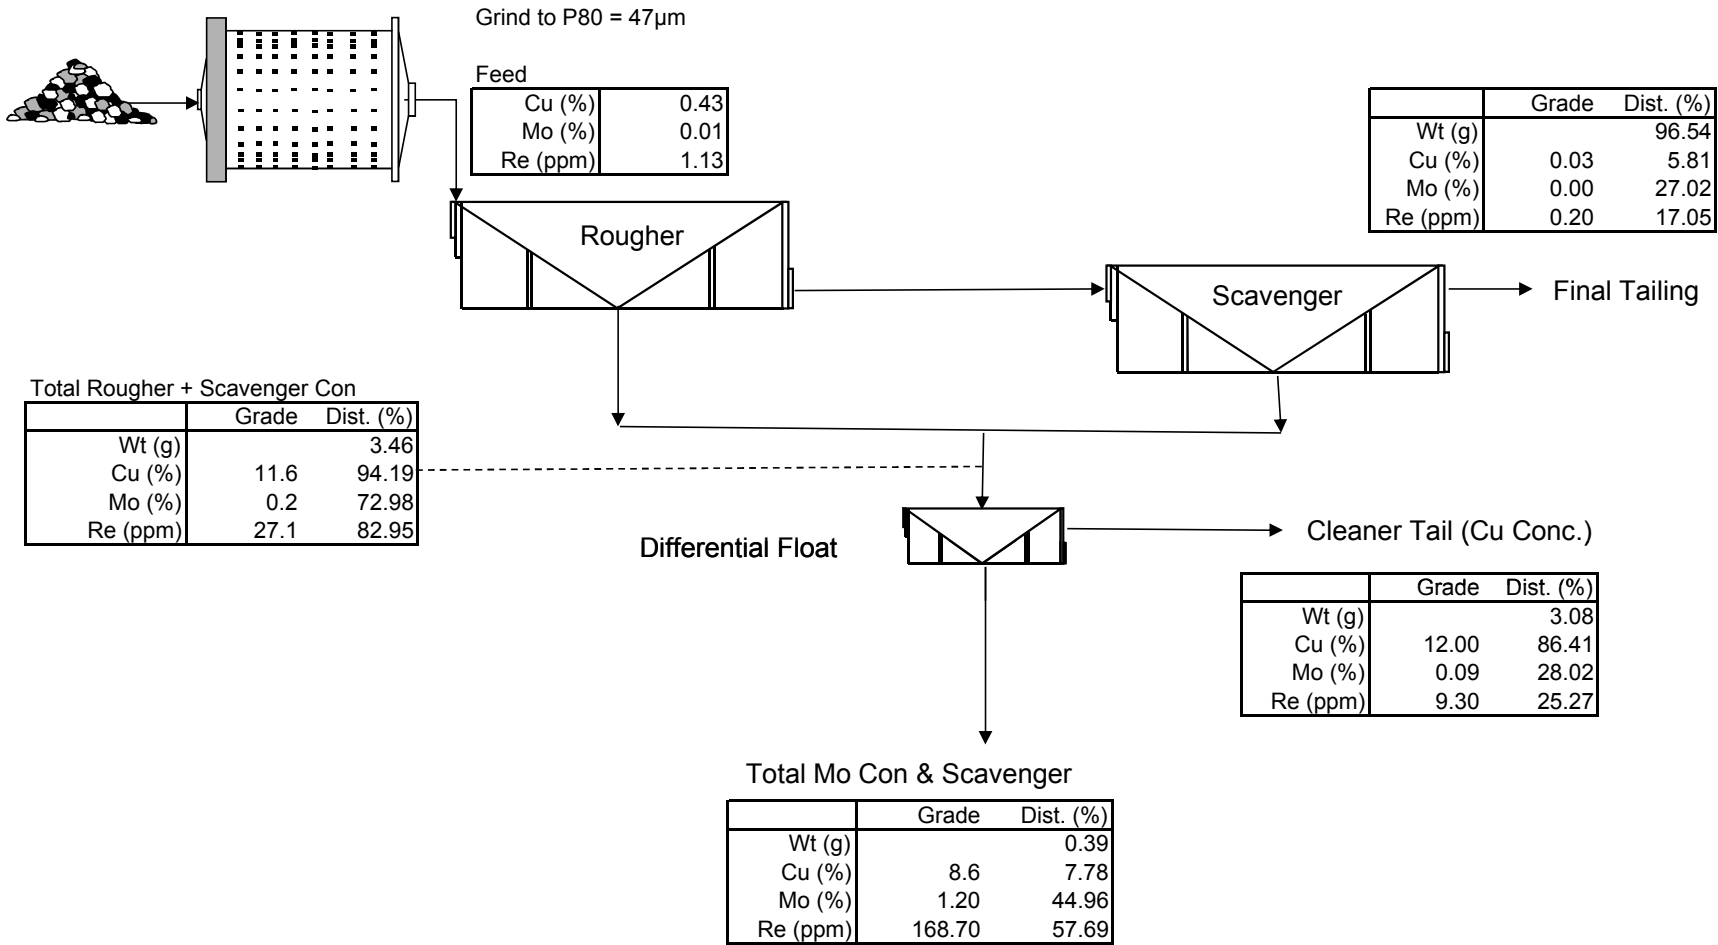 Grind to P80 = 47µm
Feed
Cu (%) 0.43
Mo (%) 0.01
Re (ppm) 1.13
Grade Dist. (%)
Wt (g) 96.54
Cu (%) 0.03 5.81
Mo (%) 0.00 27.02
Re (ppm) 0.20 17.05
Rougher
Scavenger
Final Tailing
Total Rougher + Scavenger Con
Grade Dist. (%)
Wt (g) 3.46
Cu (%) 11.6 94.19
Mo (%) 0.2 72.98
Re (ppm) 27.1 82.95
Differential Float
Cleaner Tail (Cu Conc.)
Grade Dist. (%)
Wt (g) 3.08
Cu (%) 12.00 86.41
Mo (%) 0.09 28.02
Re (ppm) 9.30 25.27
Total Mo Con & Scavenger
Grade Dist. (%)
Wt (g) 0.39
Cu (%) 8.6 7.78
Mo (%) 1.20 44.96
Re (ppm) 168.70 57.69